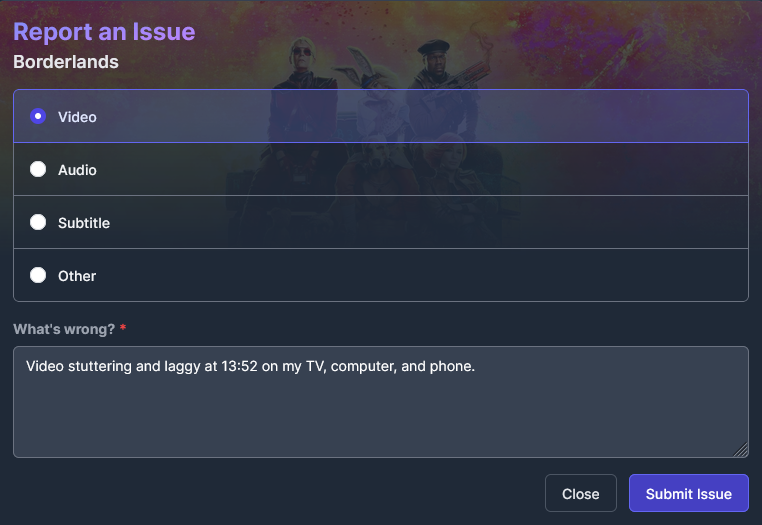 Report an Issue
Borderlands
Video
Audio
Subtitle
Other
What's wrong? *
Video stuttering and laggy at 13:52 on my TV, computer, and phone.
Close
Submit Issue